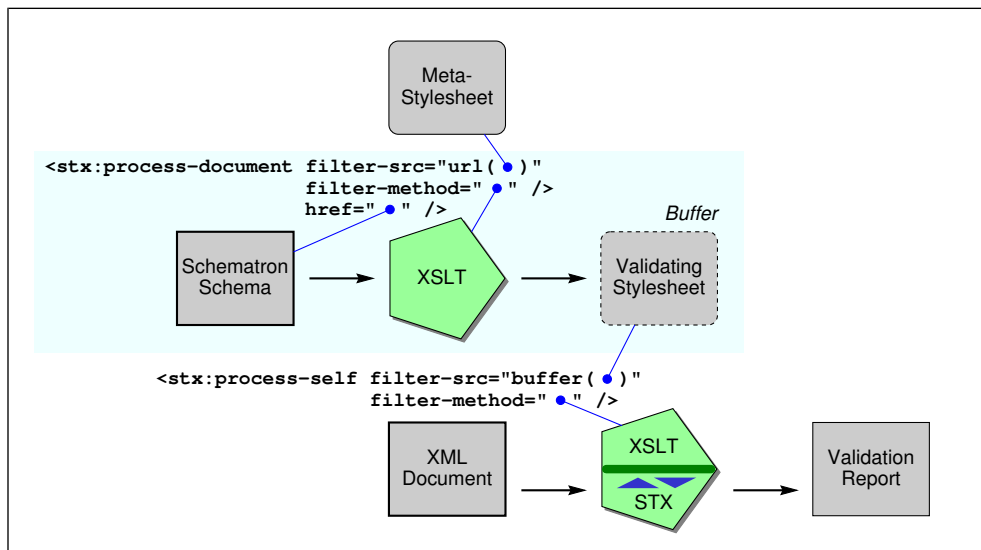 Meta-
Stylesheet
<stx:process-document filter-src="url( )"
filter-method=" " />
href=" " />
Buffer
Schematron
Schema
XSLT
Validating
Stylesheet
<stx:process-self filter-src="buffer( )"
filter-method=" " />
XML
Document
XSLT
STX
Validation
Report